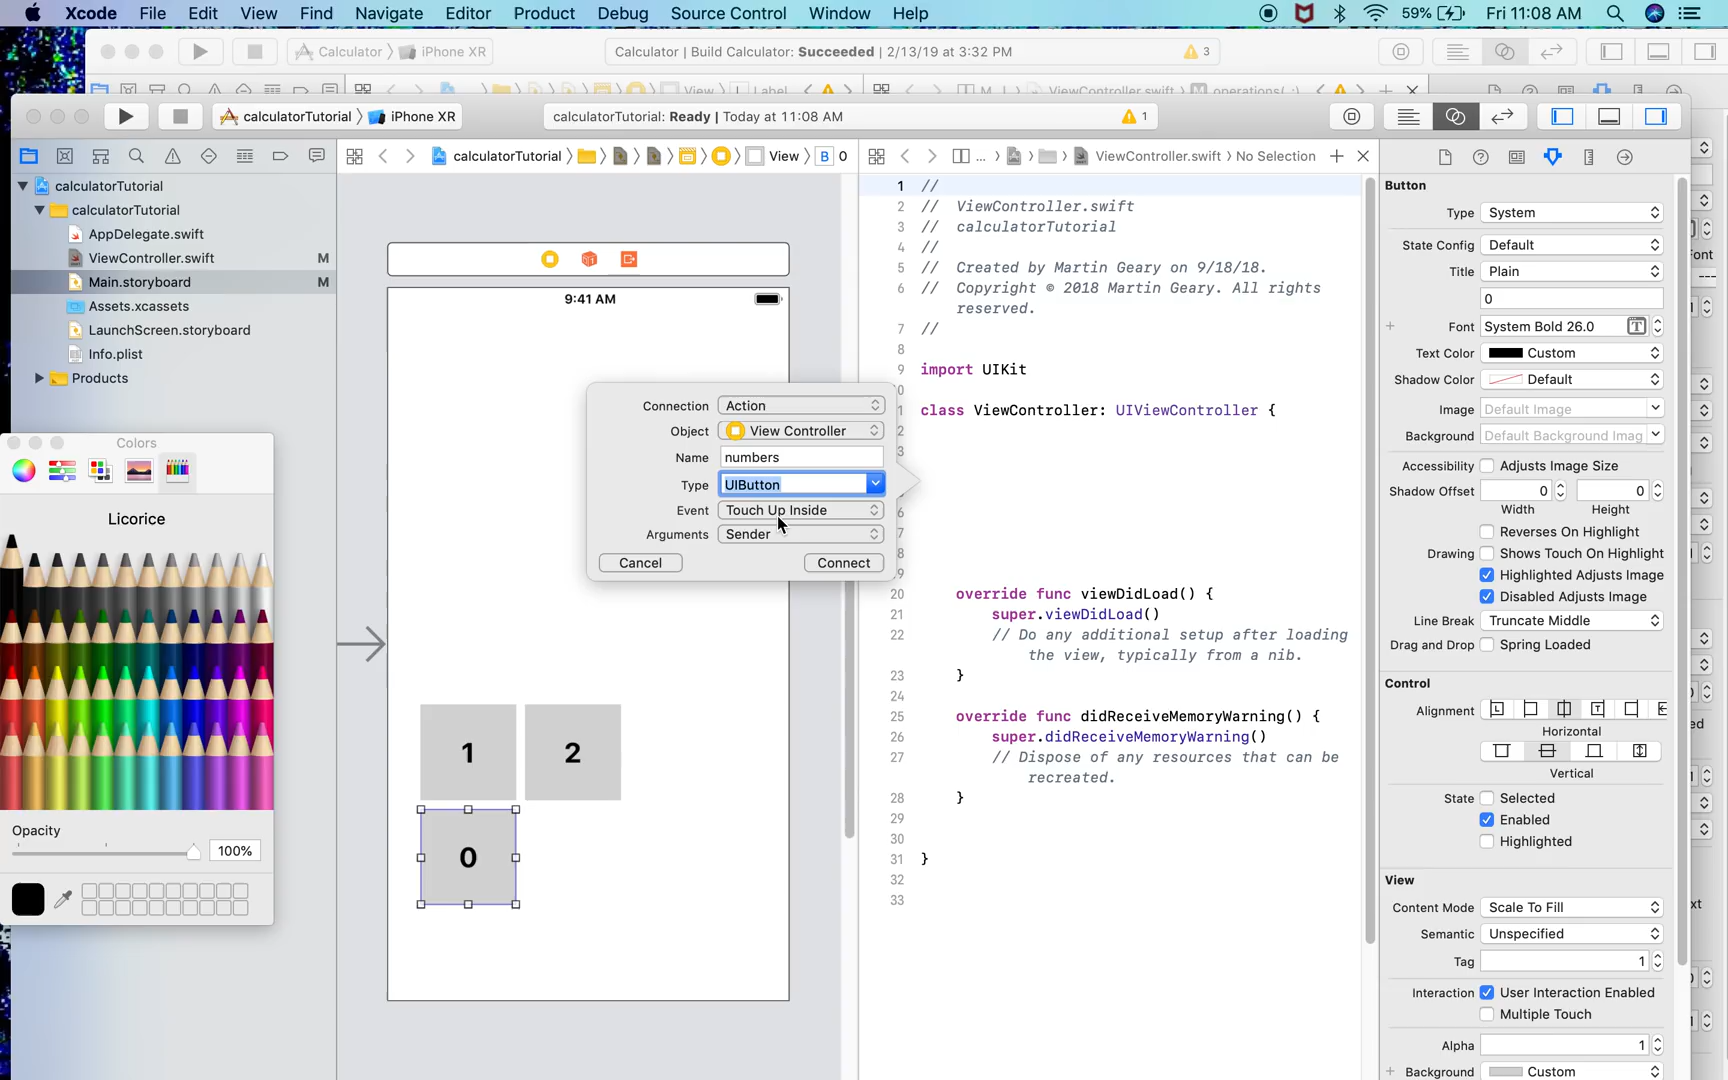 Xcode File Edit View Find Navigate Editor Product Debug Source Control Window Help 59% Fri 11:08 AM
Calculator iPhone XR Calculator | Build Calculator: Succeeded | 2/13/19 at 3:32 PM 3
calculatorTutorial iPhone XR calculatorTutorial: Ready | Today at 11:08 AM 1
calculatorTutorial View B 0 ... ViewController.swift No Selection
calculatorTutorial
calculatorTutorial
AppDelegate.swift
ViewController.swift M
Main.storyboard M
Assets.xcassets
LaunchScreen.storyboard
Info.plist
Products
Colors
Licorice
Opacity
100%
9:41 AM
1 2
0
Connection Action
Object View Controller
Name numbers
Type UIButton
Event Touch Up Inside
Arguments Sender
Cancel Connect
1 //
2 // ViewController.swift
3 // calculatorTutorial
4 //
5 // Created by Martin Geary on 9/18/18.
6 // Copyright © 2018 Martin Geary. All rights
reserved.
7 //
8
9 import UIKit
class ViewController: UIViewController {
20 override func viewDidLoad() {
21 super.viewDidLoad()
22 // Do any additional setup after loading
the view, typically from a nib.
23 }
24
25 override func didReceiveMemoryWarning() {
26 super.didReceiveMemoryWarning()
27 // Dispose of any resources that can be
recreated.
28 }
29
30
31 }
32
33
Button
Type System
State Config Default
Title Plain
0
Font System Bold 26.0
Text Color Custom
Shadow Color Default
Image Default Image
Background Default Background Imag
Accessibility Adjusts Image Size
Shadow Offset 0 0
Width Height
Reverses On Highlight
Drawing Shows Touch On Highlight
Highlighted Adjusts Image
Disabled Adjusts Image
Line Break Truncate Middle
Drag and Drop Spring Loaded
Control
Alignment
Horizontal
Vertical
State Selected
Enabled
Highlighted
View
Content Mode Scale To Fill
Semantic Unspecified
Tag 1
Interaction User Interaction Enabled
Multiple Touch
Alpha 1
Background Custom